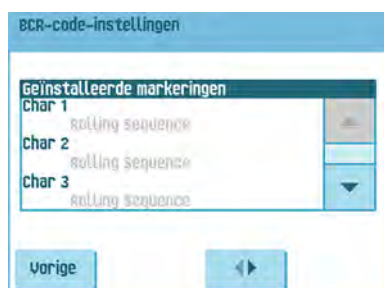 BCR-code-instellingen
Geïnstalleerde markeringen
Char 1
Rolling sequence
Char 2
Rolling sequence
Char 3
Rolling sequence
Vorige